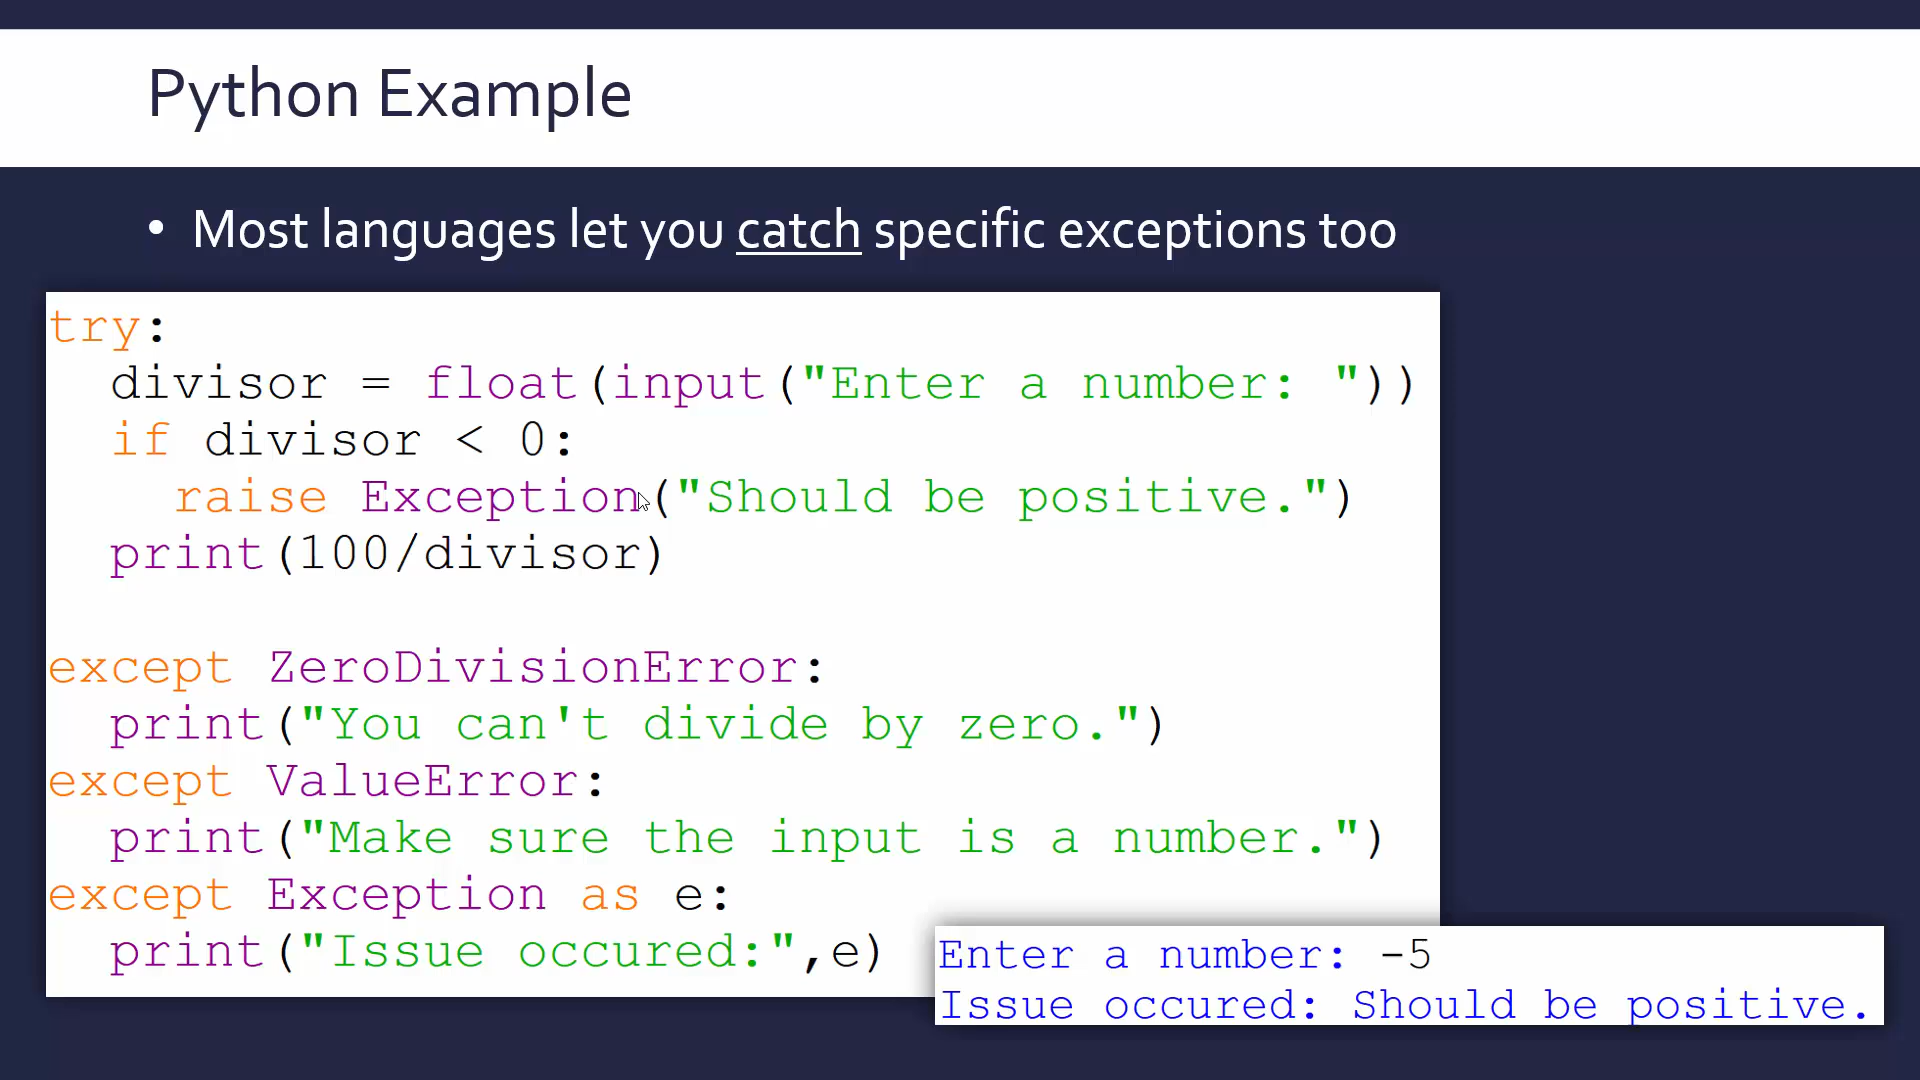 Python Example
• Most languages let you catch specific exceptions too
try:
  divisor = float(input("Enter a number: "))
  if divisor < 0:
    raise Exception("Should be positive.")
  print(100/divisor)
except ZeroDivisionError:
  print("You can't divide by zero.")
except ValueError:
  print("Make sure the input is a number.")
except Exception as e:
  print("Issue occured:",e)
Enter a number: -5
Issue occured: Should be positive.